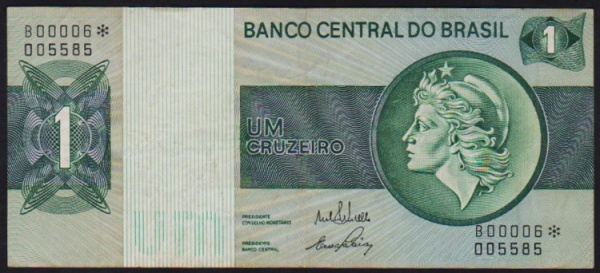 B00006*
005585
BANCO CENTRAL DO BRASIL
1
1
UM
CRUZEIRO
PRESIDENTE
CONSELHO MONETÁRIO
PRESIDENTE
BANCO CENTRAL
B00006*
005585